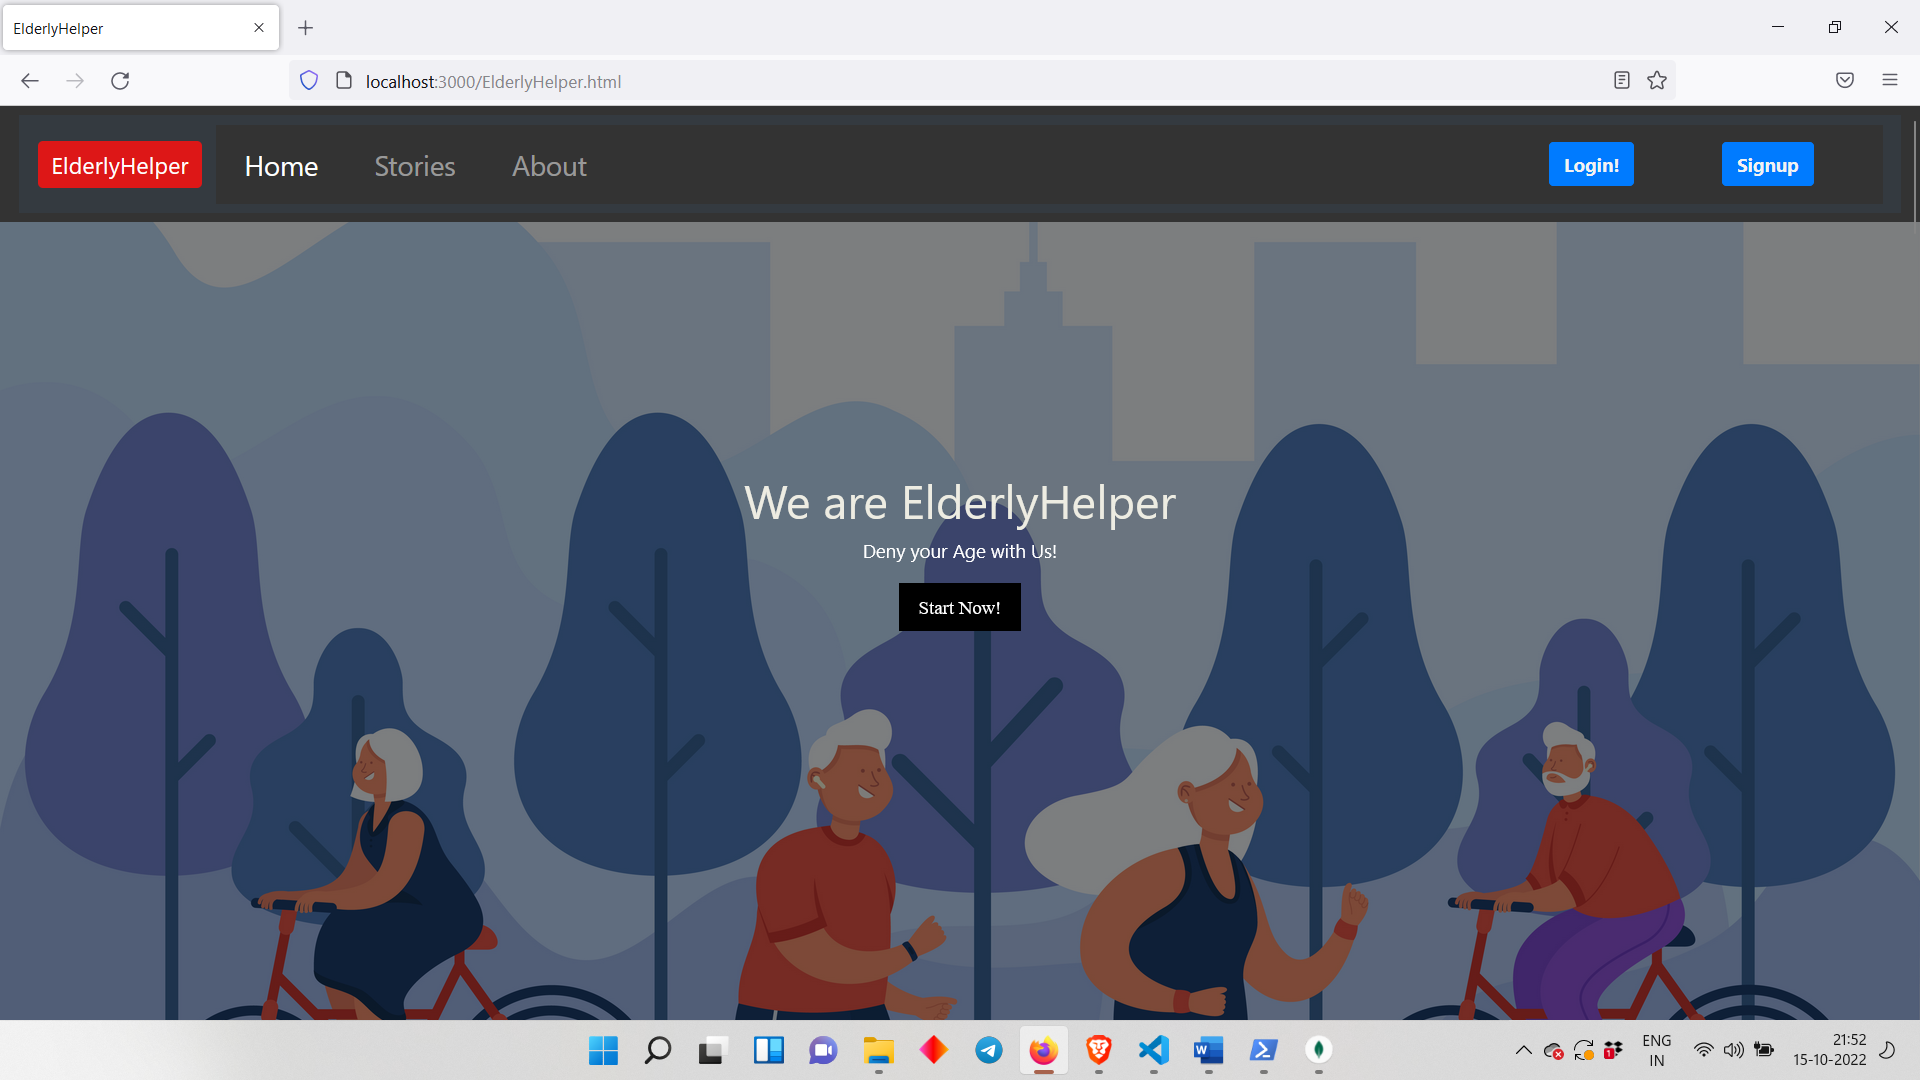 ElderlyHelper
localhost:3000/ElderlyHelper.html
ElderlyHelper Home Stories About Login! Signup
We are ElderlyHelper
Deny your Age with Us!
Start Now!
W
1
ENG
IN
21:52
15-10-2022